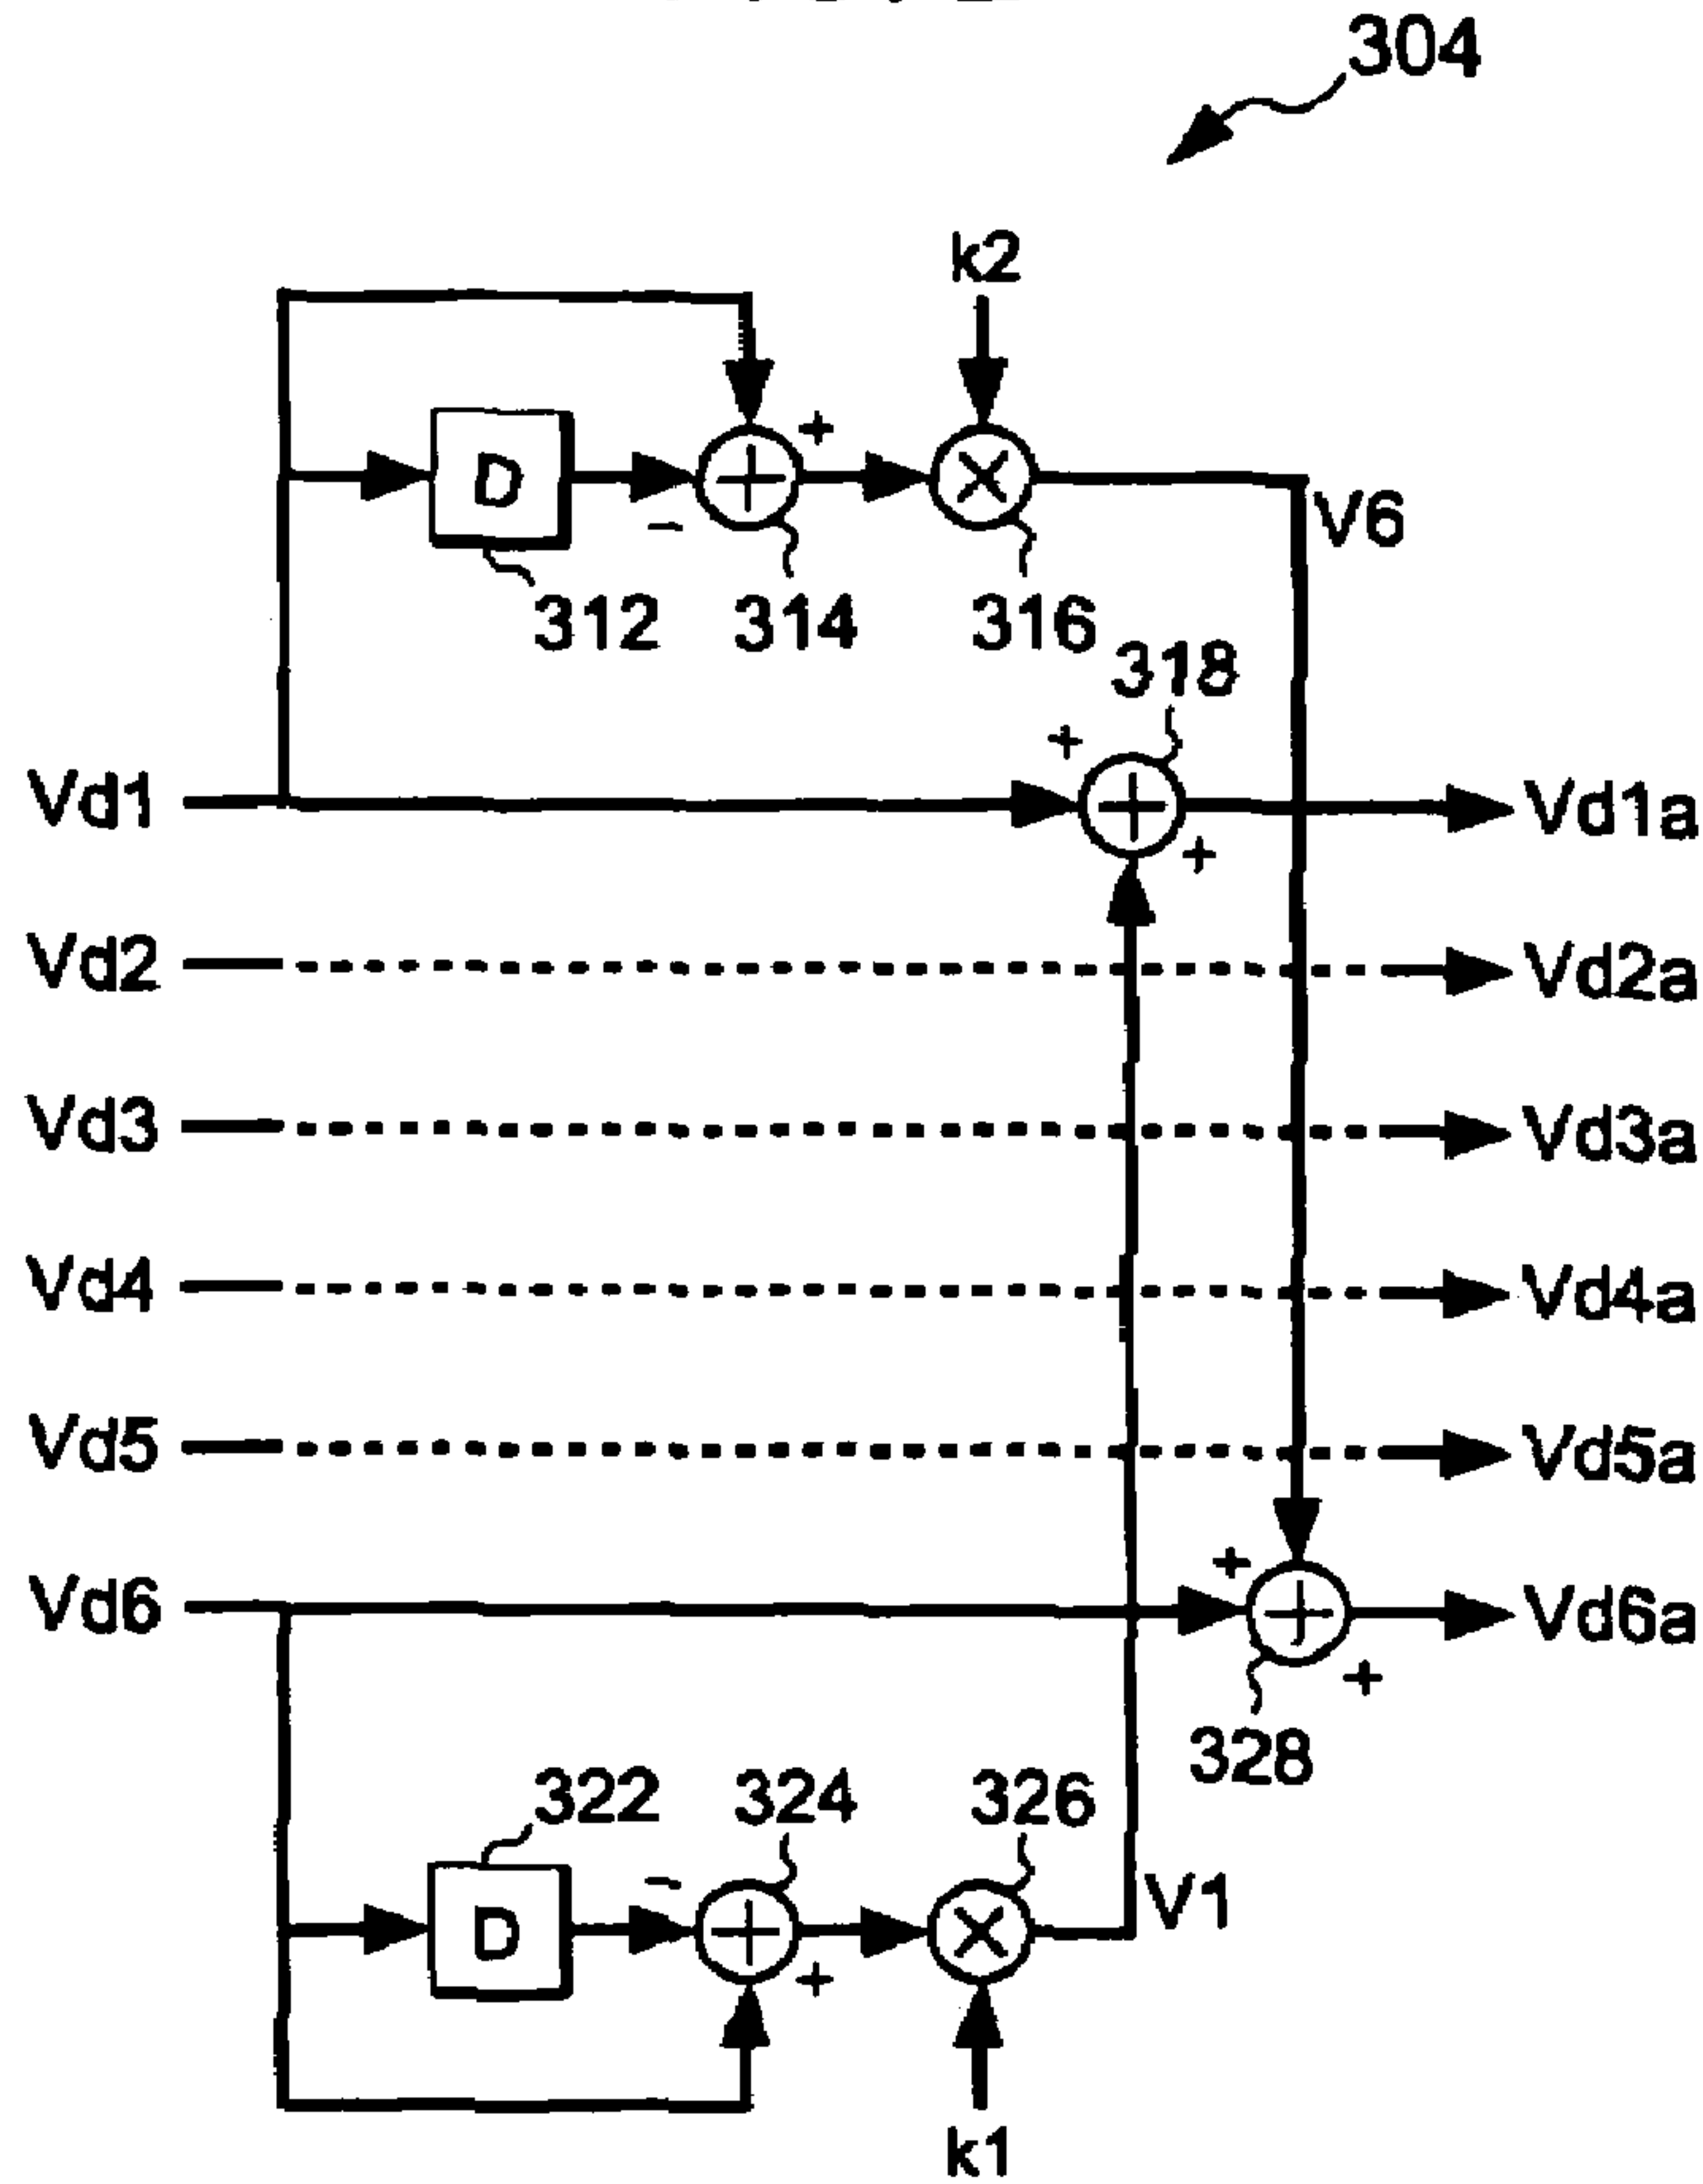 304
k2
+
D
-
V6
312 314 316
318
+
Vd1 Vd1a
+
Vd2 Vd2a
Vd3 Vd3a
Vd4 Vd4a
Vd5 Vd5a
+
Vd6 Vd6a
+
328
322 324 326
-
V1
D
+
k1